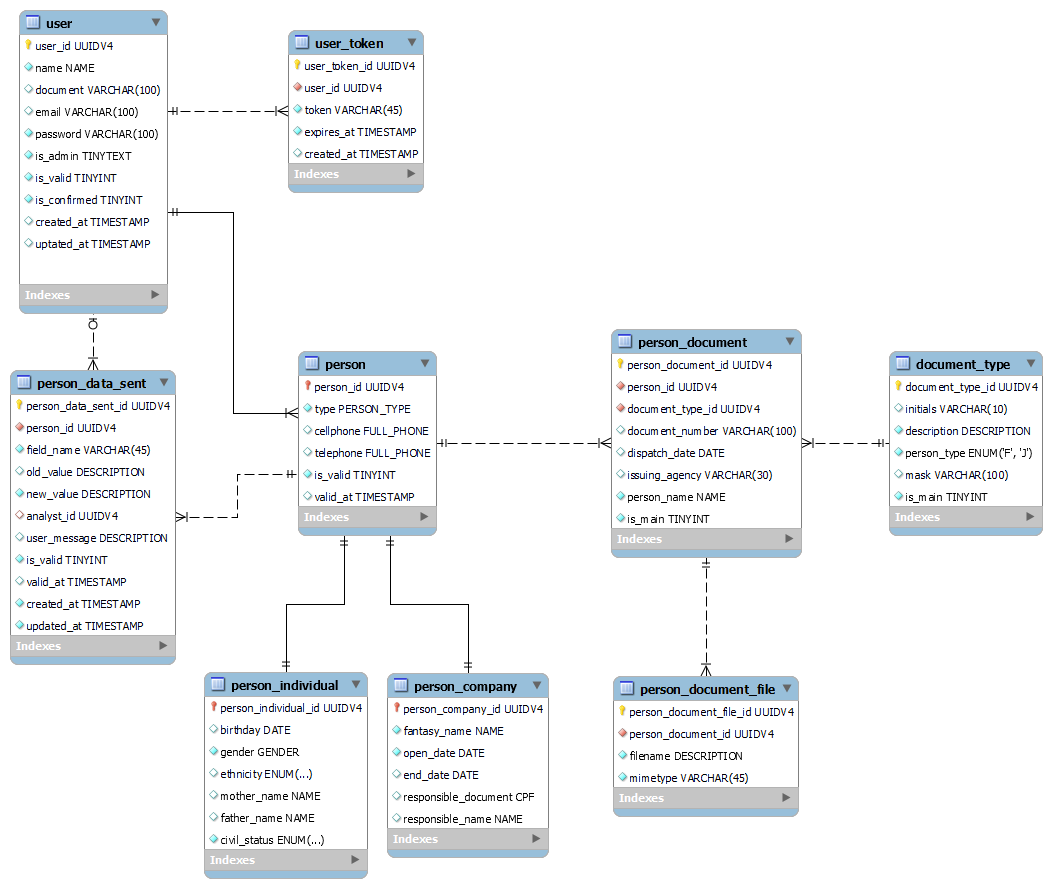 user
user_id UUIDV4
name NAME
document VARCHAR(100)
email VARCHAR(100)
password VARCHAR(100)
is_admin TINYTEXT
is_valid TINYINT
is_confirmed TINYINT
created_at TIMESTAMP
uptated_at TIMESTAMP
Indexes
user_token
user_token_id UUIDV4
user_id UUIDV4
token VARCHAR(45)
expires_at TIMESTAMP
created_at TIMESTAMP
Indexes
person_data_sent
person_data_sent_id UUIDV4
person_id UUIDV4
field_name VARCHAR(45)
old_value DESCRIPTION
new_value DESCRIPTION
analyst_id UUIDV4
user_message DESCRIPTION
is_valid TINYINT
valid_at TIMESTAMP
created_at TIMESTAMP
updated_at TIMESTAMP
Indexes
person
person_id UUIDV4
type PERSON_TYPE
cellphone FULL_PHONE
telephone FULL_PHONE
is_valid TINYINT
valid_at TIMESTAMP
Indexes
person_document
person_document_id UUIDV4
person_id UUIDV4
document_type_id UUIDV4
document_number VARCHAR(100)
dispatch_date DATE
issuing_agency VARCHAR(30)
person_name NAME
is_main TINYINT
Indexes
document_type
document_type_id UUIDV4
initials VARCHAR(10)
description DESCRIPTION
person_type ENUM('F', 'J')
mask VARCHAR(100)
is_main TINYINT
Indexes
person_individual
person_individual_id UUIDV4
birthday DATE
gender GENDER
ethnicity ENUM(...)
mother_name NAME
father_name NAME
civil_status ENUM(...)
Indexes
person_company
person_company_id UUIDV4
fantasy_name NAME
open_date DATE
end_date DATE
responsible_document CPF
responsible_name NAME
Indexes
person_document_file
person_document_file_id UUIDV4
person_document_id UUIDV4
filename DESCRIPTION
mimetype VARCHAR(45)
Indexes